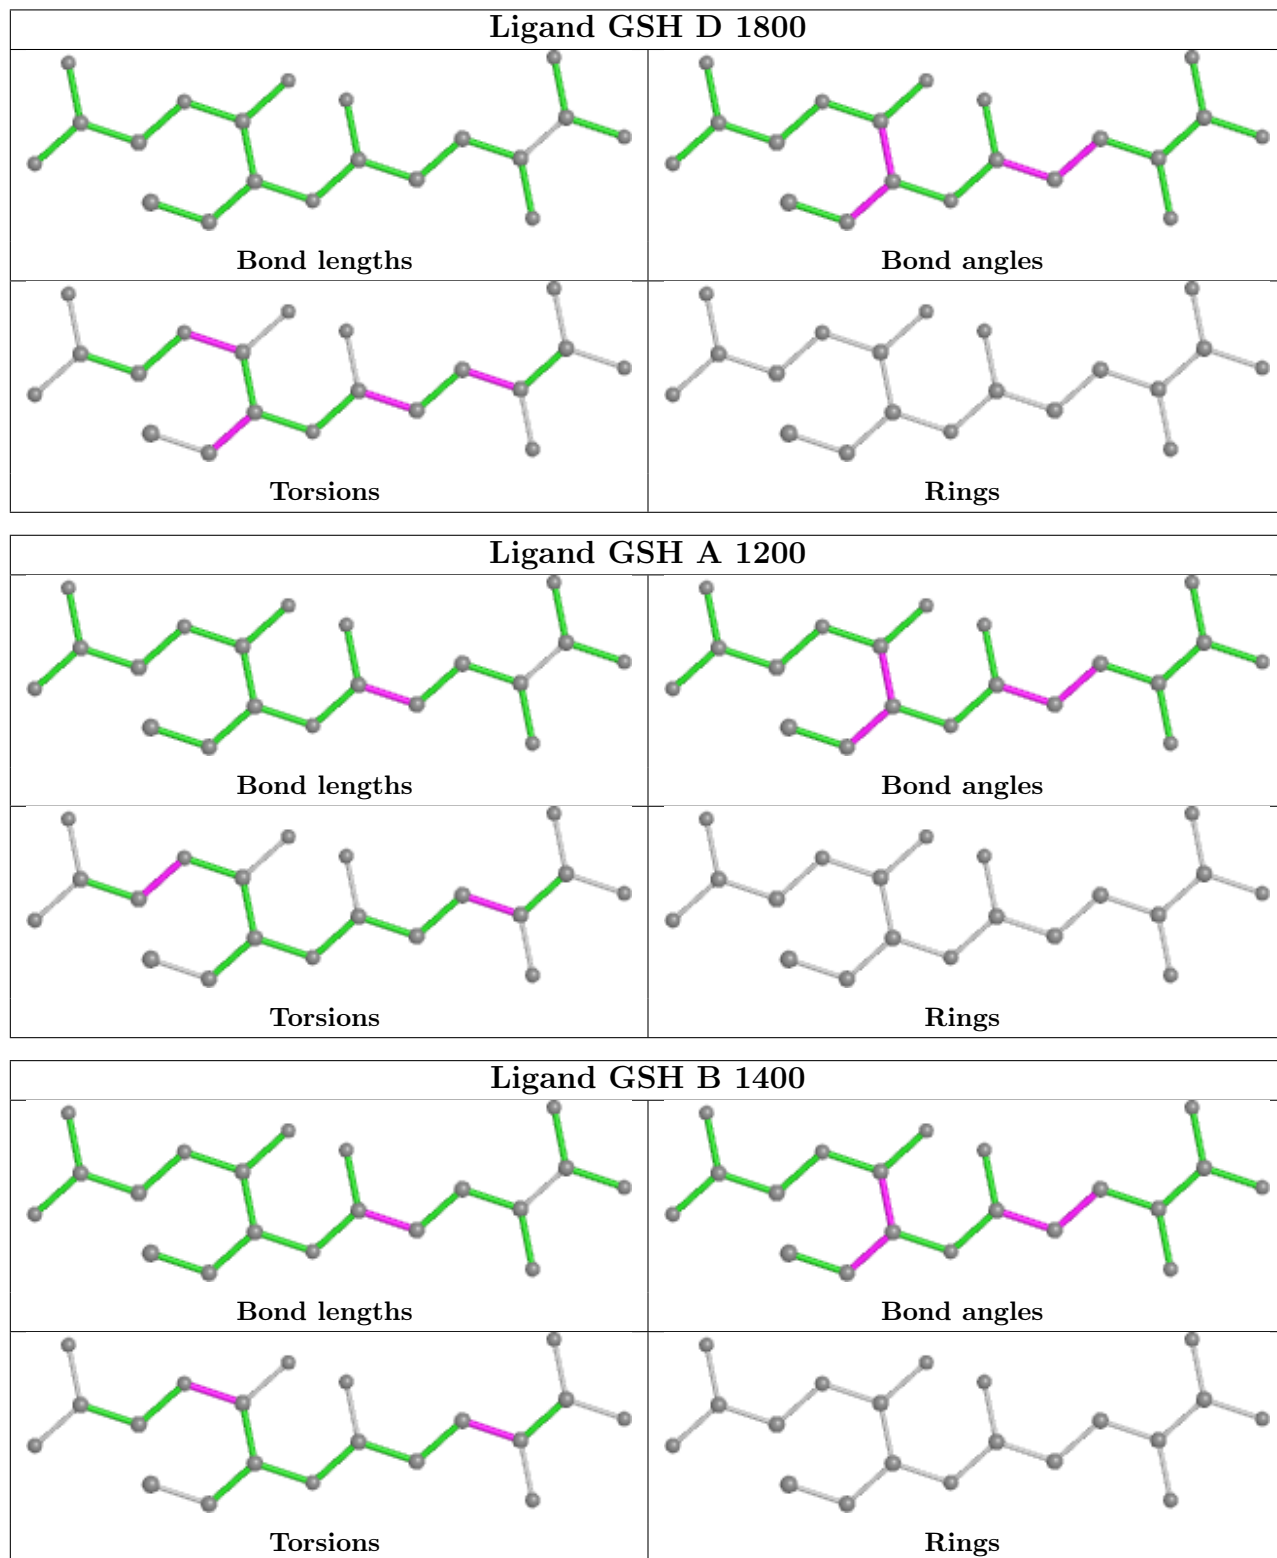 Ligand GSH D 1800
Bond lengths
Bond angles
Torsions
Rings
Ligand GSH A 1200
Bond lengths
Bond angles
Torsions
Rings
Ligand GSH B 1400
Bond lengths
Bond angles
Torsions
Rings